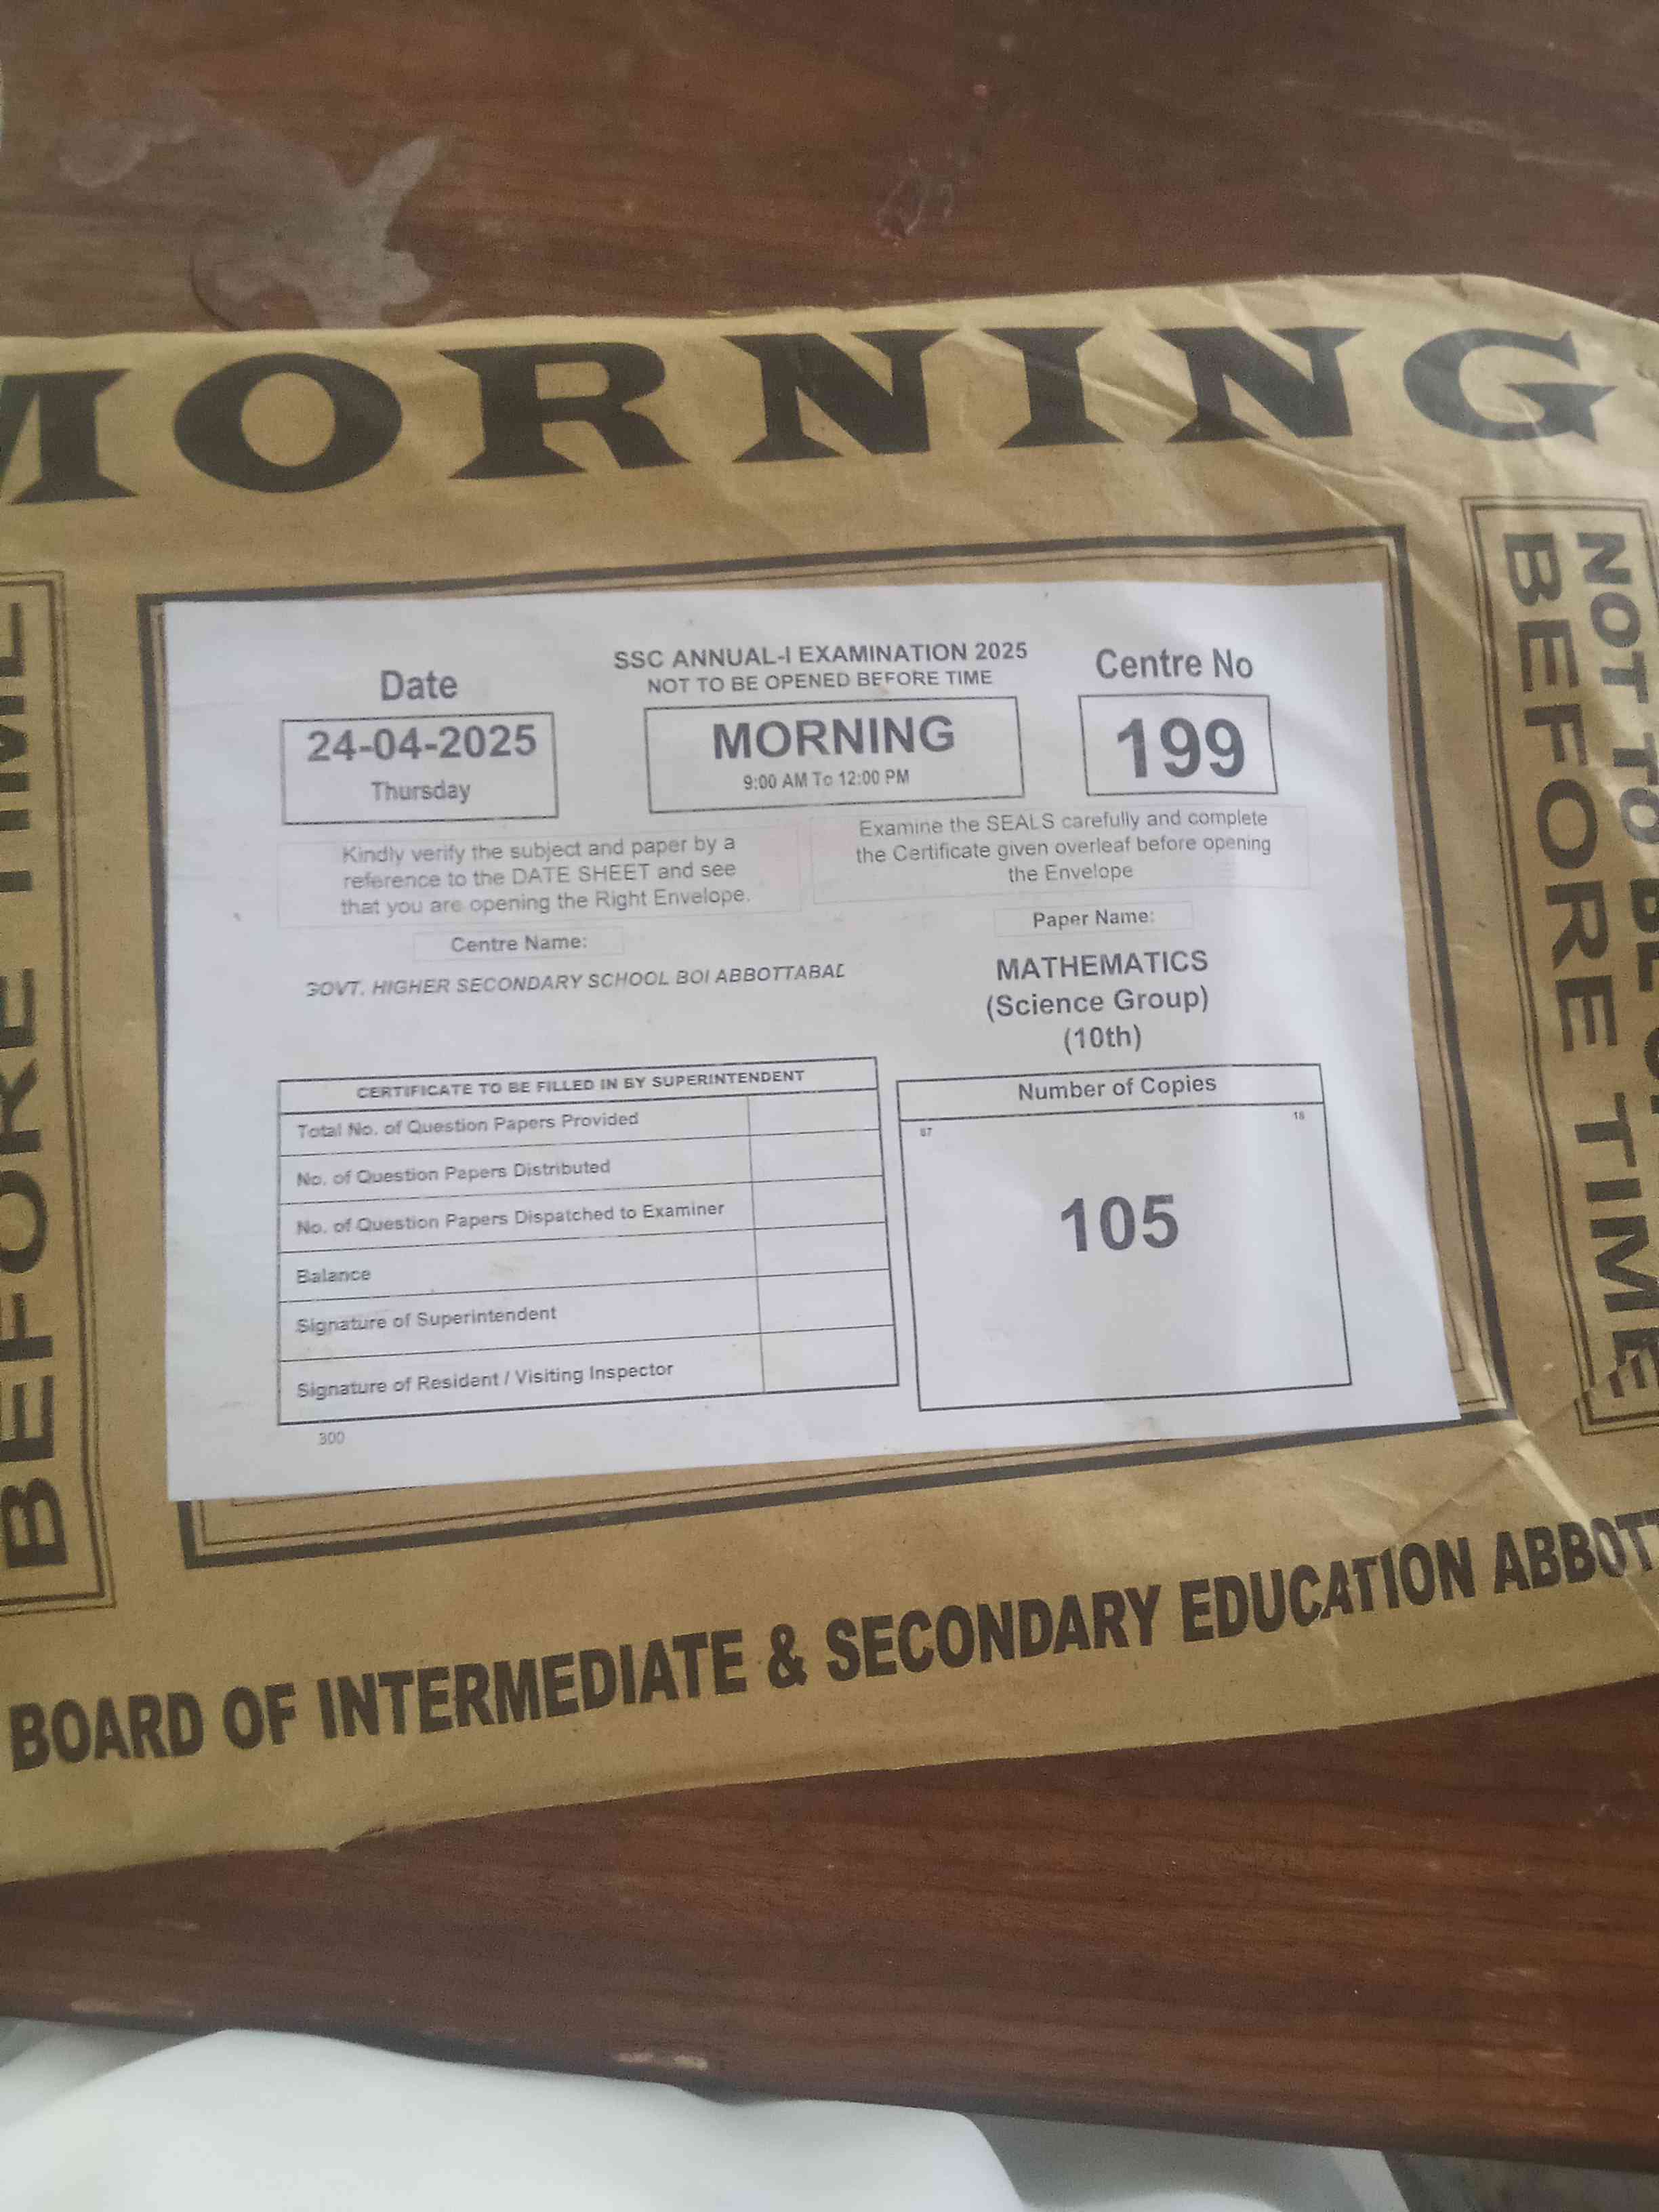 MORNING
BEFORE TIME
NOT TO BE
BEFORE TIME
Date
24-04-2025
Thursday
SSC ANNUAL-I EXAMINATION 2025
NOT TO BE OPENED BEFORE TIME
MORNING
9:00 AM To 12:00 PM
Centre No
199
Kindly verify the subject and paper by a
reference to the DATE SHEET and see
that you are opening the Right Envelope.
Examine the SEALS carefully and complete
the Certificate given overleaf before opening
the Envelope
Centre Name:
GOVT. HIGHER SECONDARY SCHOOL BOI ABBOTTABAD
Paper Name:
MATHEMATICS
(Science Group)
(10th)
CERTIFICATE TO BE FILLED IN BY SUPERINTENDENT
Total No. of Question Papers Provided
No. of Question Papers Distributed
No. of Question Papers Dispatched to Examiner
Balance
Signature of Superintendent
Signature of Resident / Visiting Inspector
300
Number of Copies
87 18
105
BOARD OF INTERMEDIATE & SECONDARY EDUCATION ABBOTT